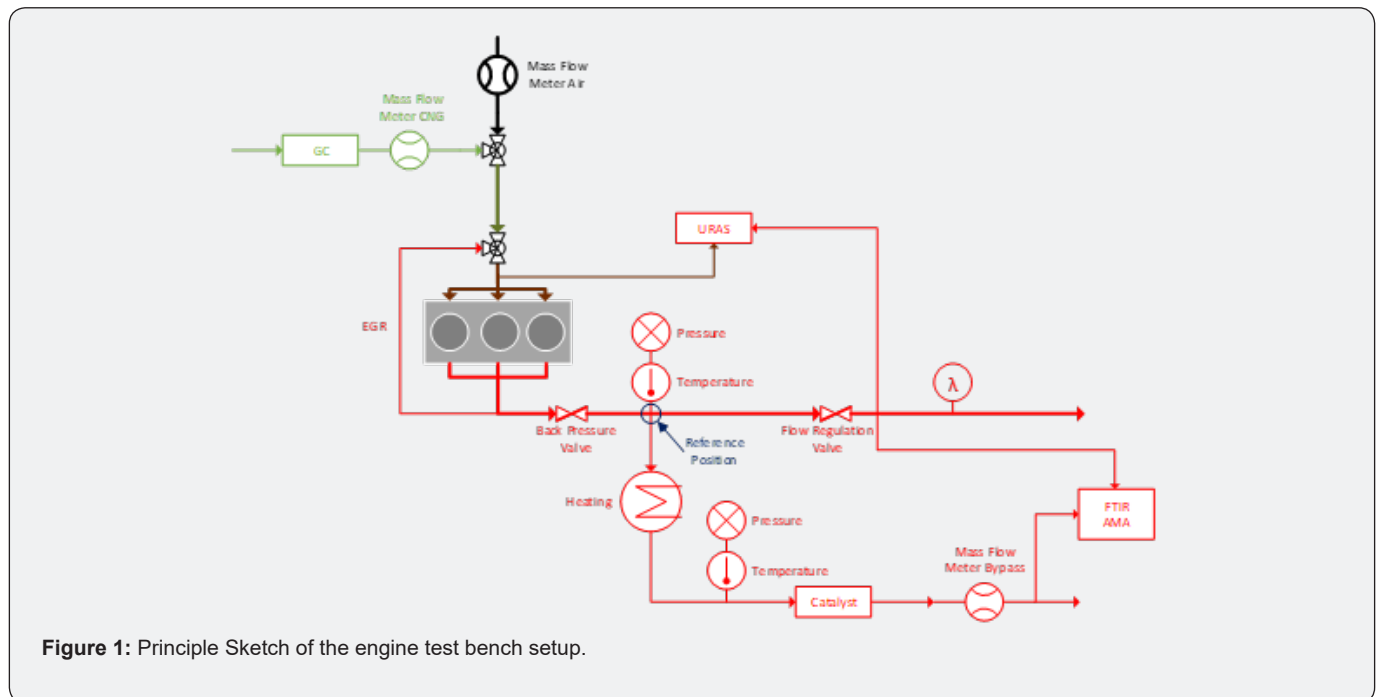 Mass Flow
Meter Air
Mass Flow
Meter CNG
GC
URAS
EGR
Pressure
Temperature
λ
Back Pressure
Valve
Reference
Position
Flow Regulation
Valve
Heating
Pressure
Temperature
FTIR
AMA
Mass Flow
Meter Bypass
Catalyst
Figure 1: Principle Sketch of the engine test bench setup.